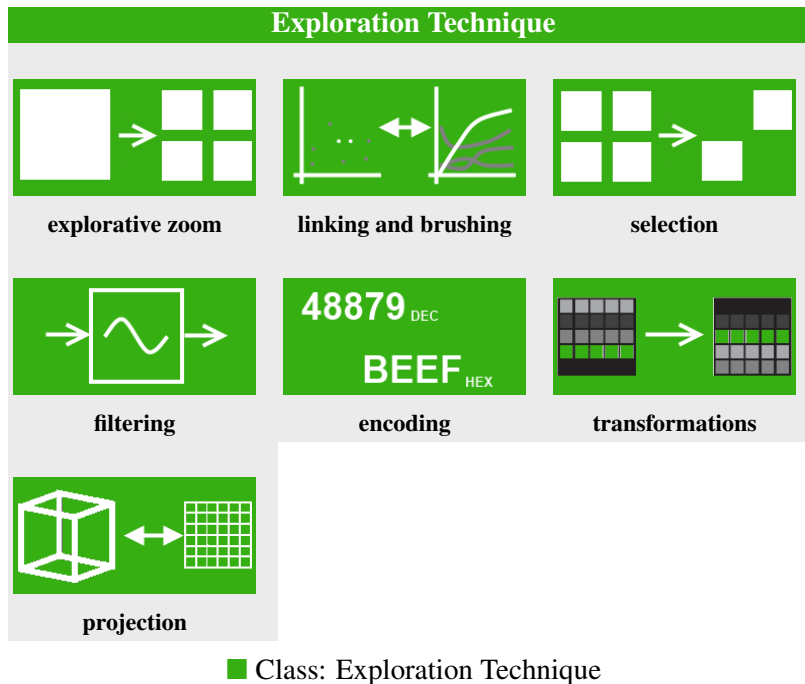 Exploration Technique
explorative zoom
linking and brushing
selection
48879 DEC
BEEF HEX
filtering
encoding
transformations
projection
Class: Exploration Technique